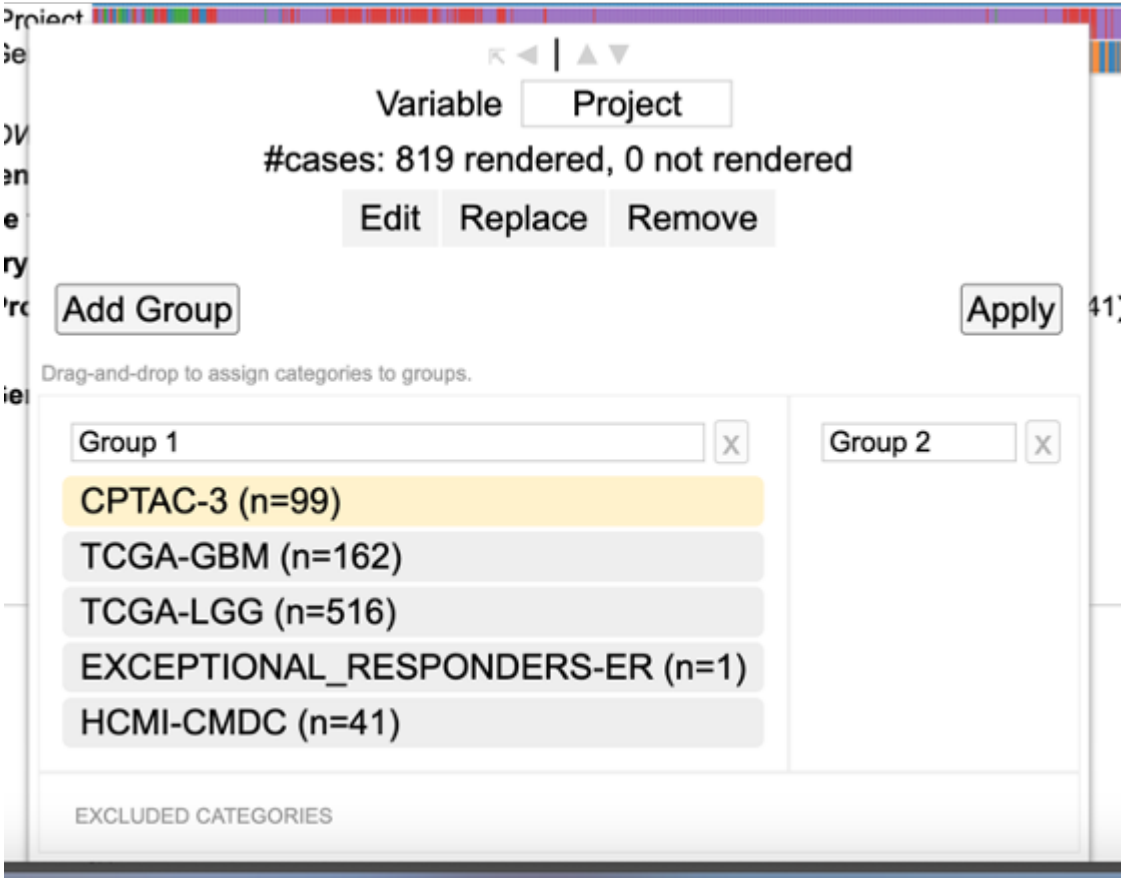 Project
Variable Project
#cases: 819 rendered, 0 not rendered
Edit Replace Remove
Add Group Apply
41)
Drag-and-drop to assign categories to groups.
Group 1 X Group 2 X
CPTAC-3 (n=99)
TCGA-GBM (n=162)
TCGA-LGG (n=516)
EXCEPTIONAL_RESPONDERS-ER (n=1)
HCMI-CMDC (n=41)
EXCLUDED CATEGORIES